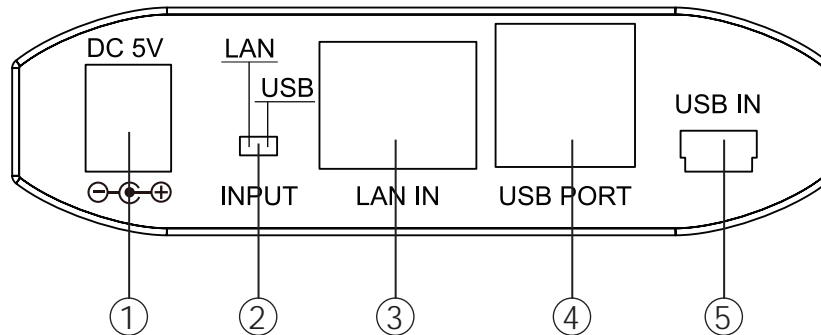 DC 5V
LAN
USB
USB IN
INPUT
LAN IN
USB PORT
1
2
3
4
5